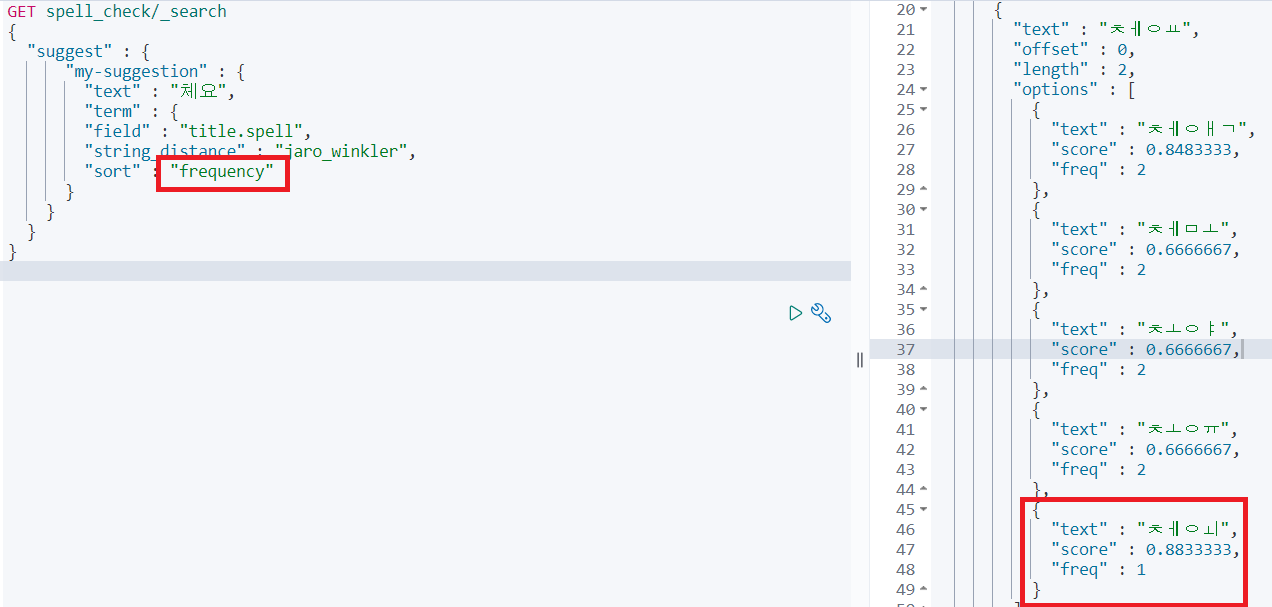 GET spell_check/_search
{
"suggest" : {
"my-suggestion" : {
"text" : "체요",
"term" : {
"field" : "title.spell",
"string_distance" : "jaro_winkler",
"sort" : "frequency"
}
}
}
}
20 {
21 "text" : "ㅊㅔㅇㅛ",
22 "offset" : 0,
23 "length" : 2,
24 "options" : [
25 {
26 "text" : "ㅊㅔㅇㅐㄱ",
27 "score" : 0.8483333,
28 "freq" : 2
29 },
30 {
31 "text" : "ㅊㅔㅁㅗ",
32 "score" : 0.6666667,
33 "freq" : 2
34 },
35 {
36 "text" : "ㅊㅗㅇㅑ",
37 "score" : 0.6666667,
38 "freq" : 2
39 },
40 {
41 "text" : "ㅊㅗㅇㅠ",
42 "score" : 0.6666667,
43 "freq" : 2
44 },
45 {
46 "text" : "ㅊㅔㅇㅚ",
47 "score" : 0.8833333,
48 "freq" : 1
49 }